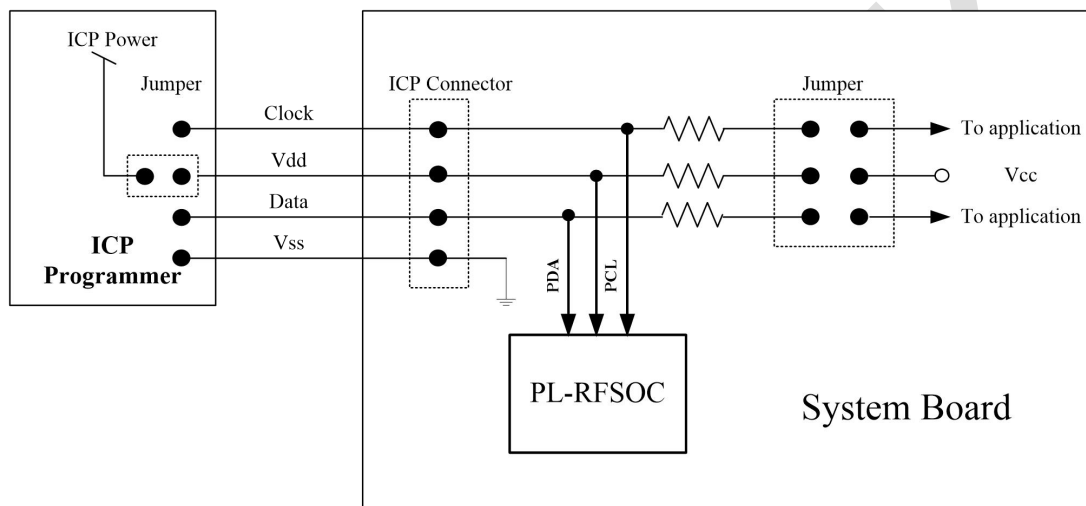 ICP Power
Jumper
ICP Connector
Jumper
Clock
To application
Vdd
Vcc
Data
To application
Vss
ICP
Programmer
PDA
PCL
PL-RFSOC
System Board